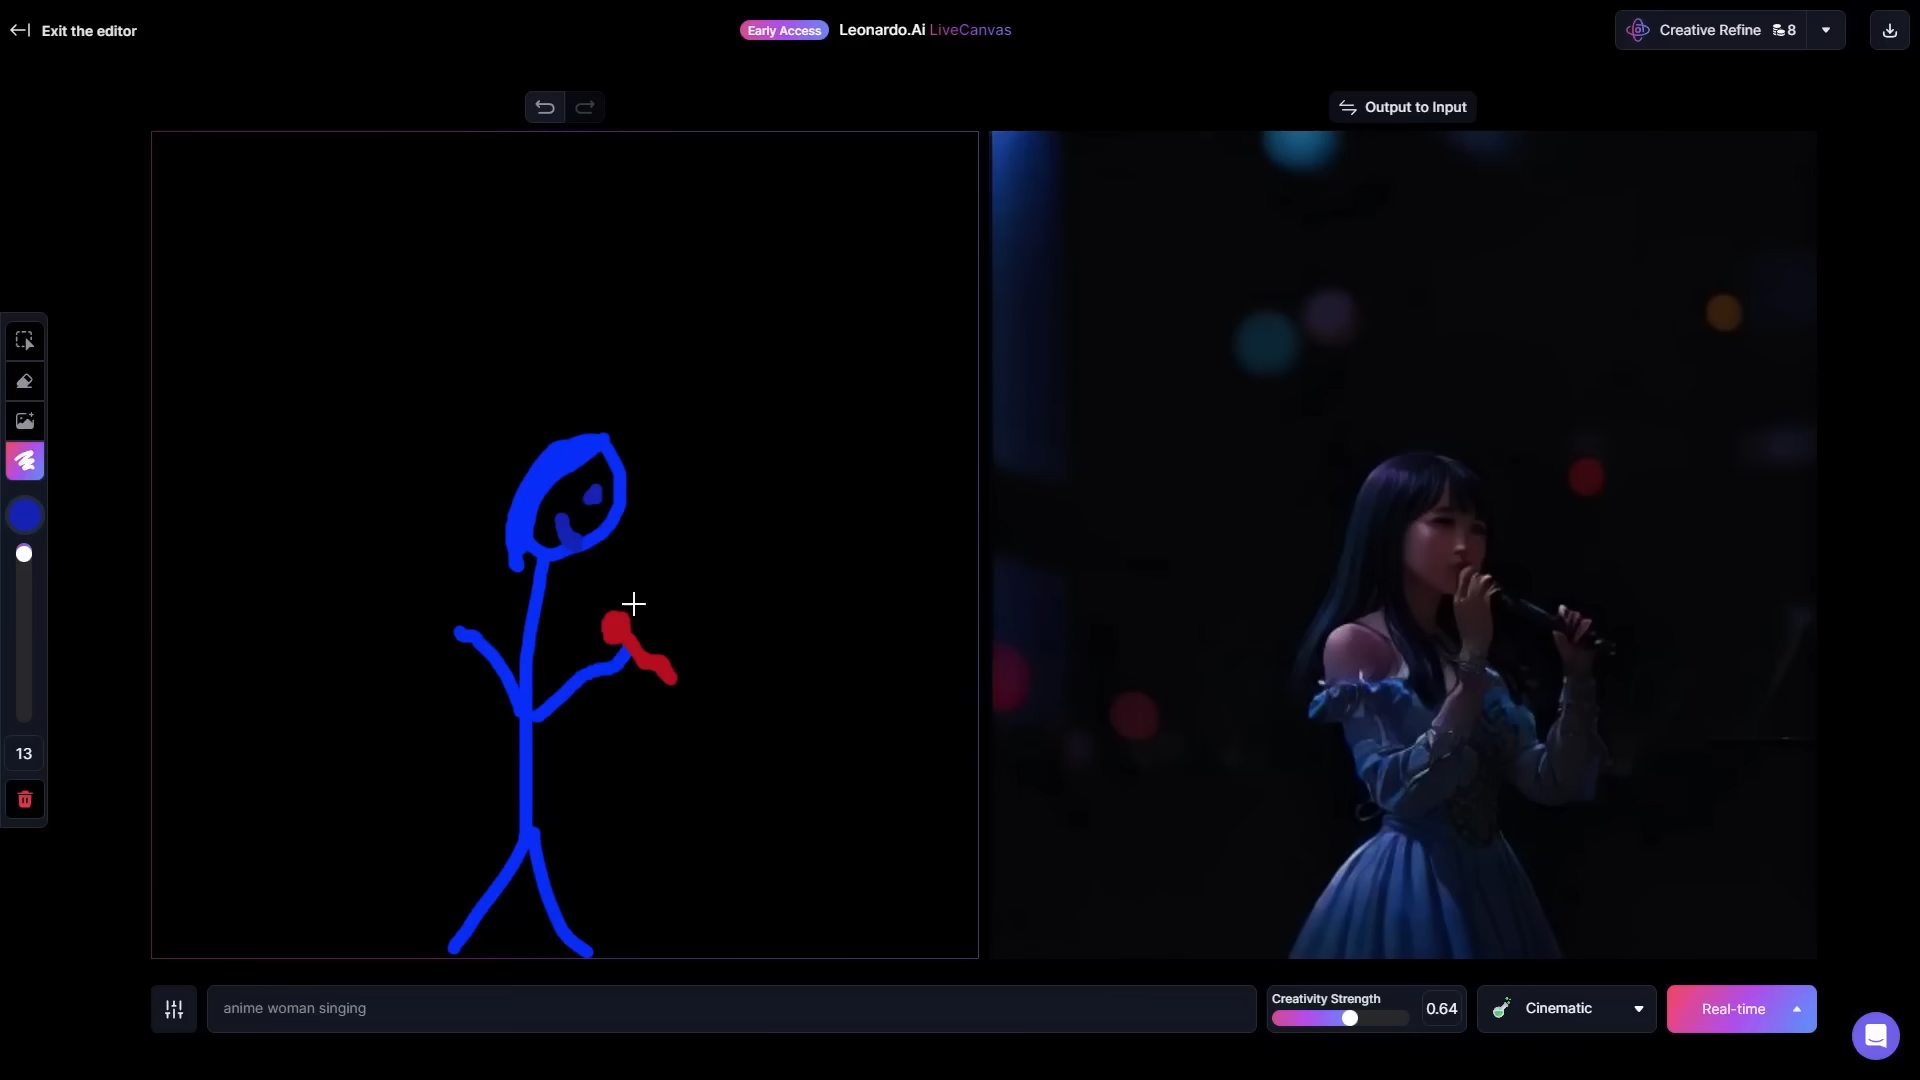 Exit the editor
Early Access Leonardo.Ai LiveCanvas
Creative Refine 8
Output to Input
13
anime woman singing
Creativity Strength
0.64
Cinematic
Real-time